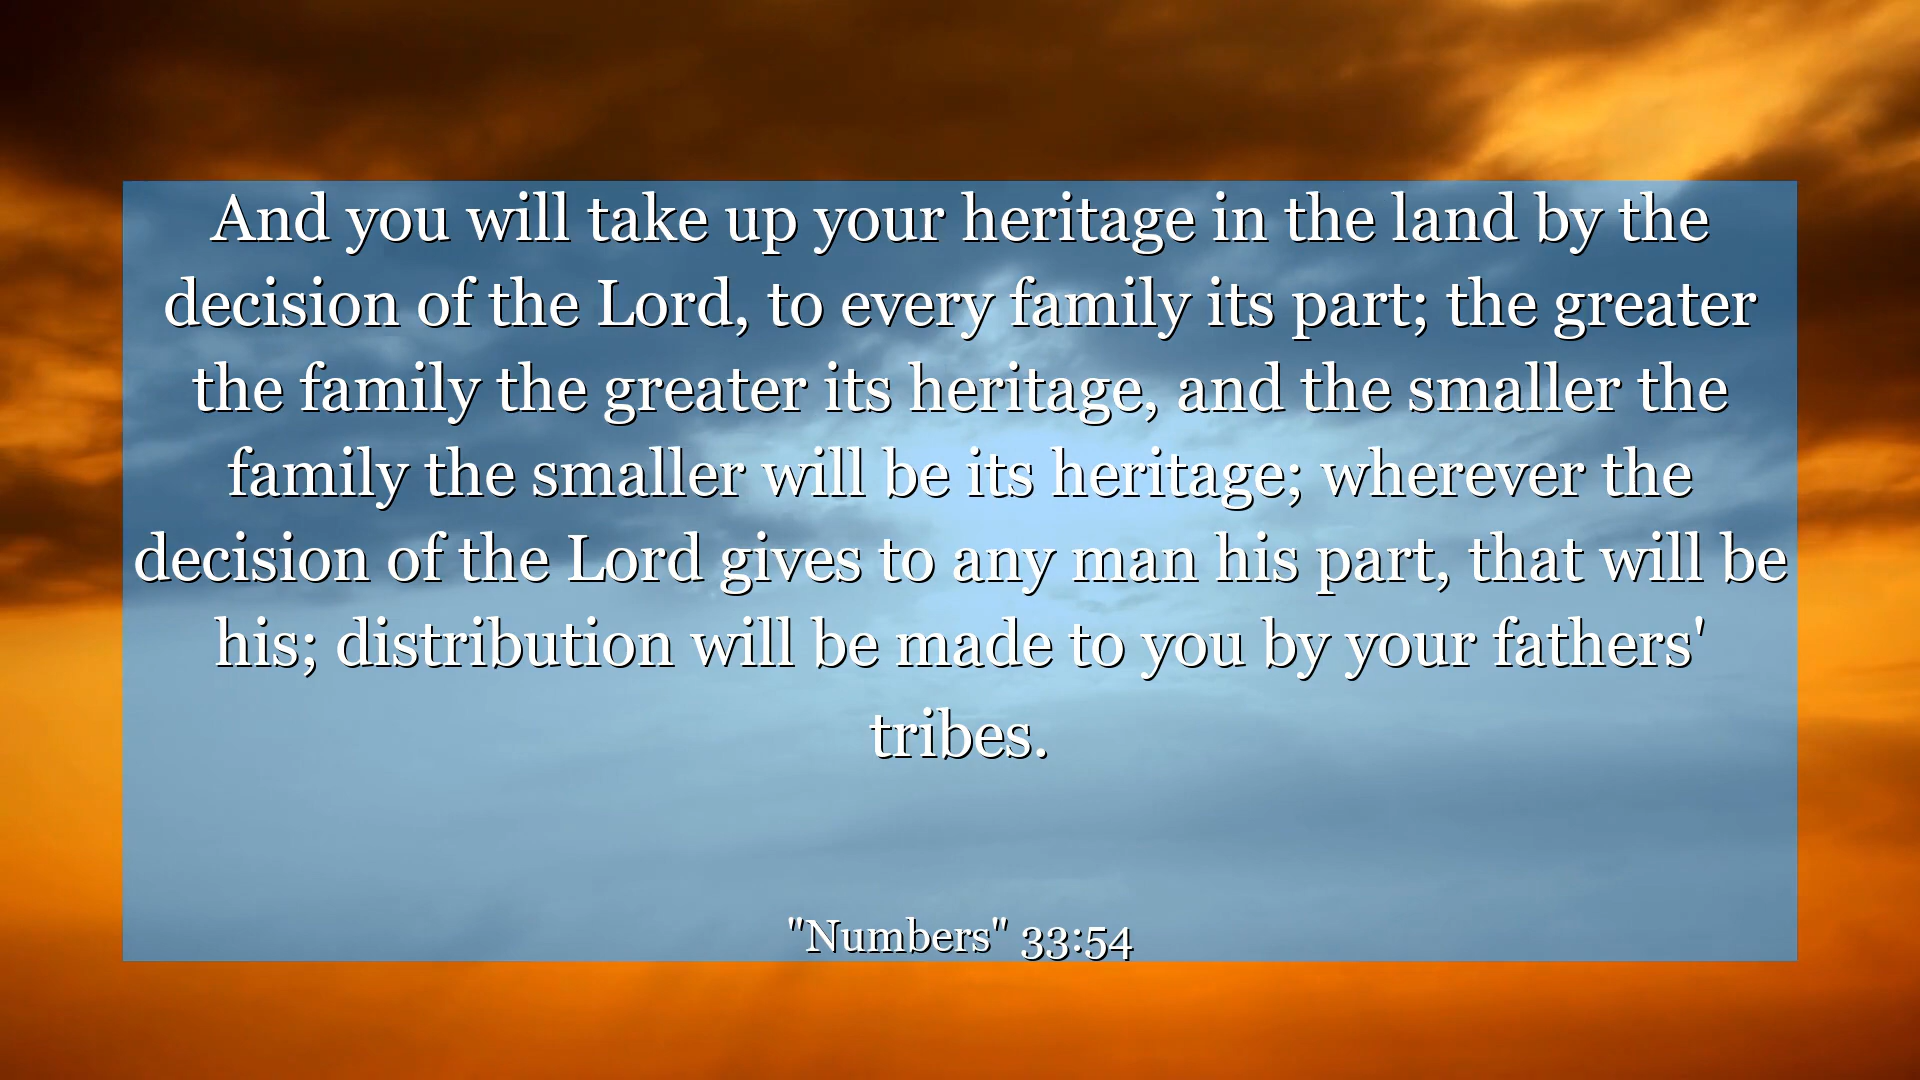 And you will take up your heritage in the land by the
decision of the Lord, to every family its part; the greater
the family the greater its heritage, and the smaller the
family the smaller will be its heritage; wherever the
decision of the Lord gives to any man his part, that will be
his; distribution will be made to you by your fathers'
tribes.
"Numbers" 33:54